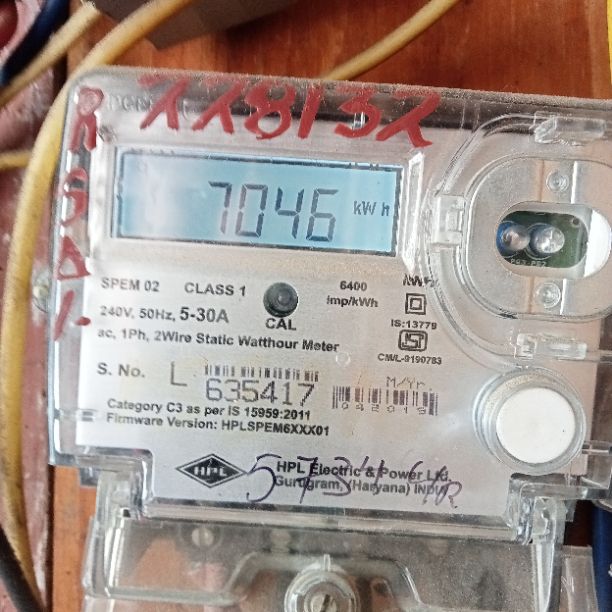 7046 kWh
SPEM 02 CLASS 1 6400 imp/kWh
240V, 50Hz, 5-30A
CAL
ac, 1Ph, 2Wire Static Watthour Meter
IS:13779
ISI
CM/L-9190783
S. No. L 635417
M/Yr.
042019
Category C3 as per IS 15959:2011
Firmware Version: HPLSPEM6XXX01
HPL
HPL Electric & Power Ltd.
Gurugram, (Haryana) INDIA